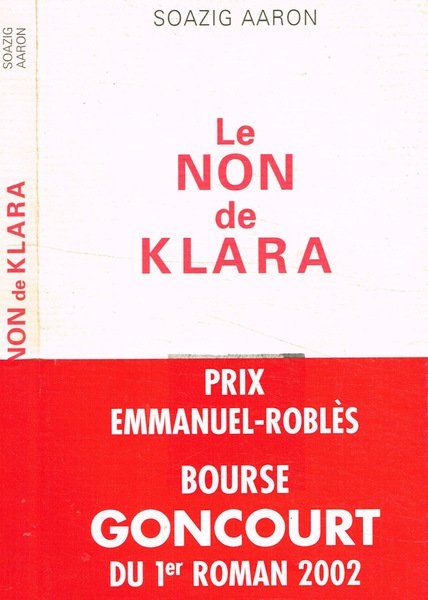 SOAZIG AARON
Le
NON
de
KLARA
PRIX
EMMANUEL-ROBLÈS
BOURSE
GONCOURT
DU 1er ROMAN 2002
SOAZIG
AARON
NON de KLARA